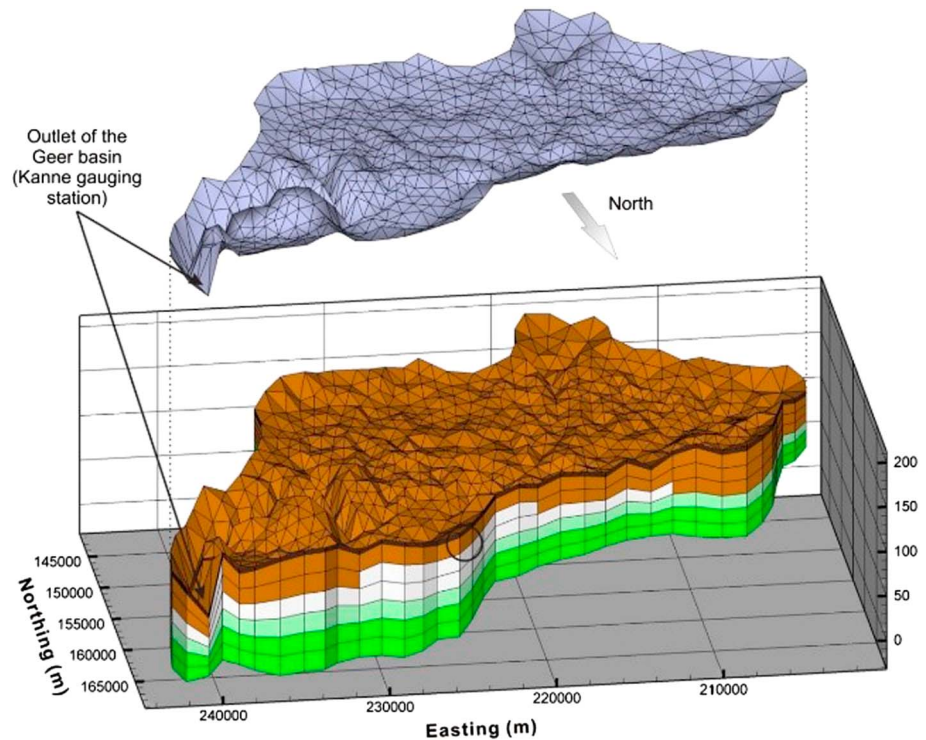 Outlet of the
Geer basin
(Kanne gauging
station)
North
200
150
100
50
0
145000
150000
155000
160000
165000
Northing (m)
240000
230000
220000
210000
Easting (m)